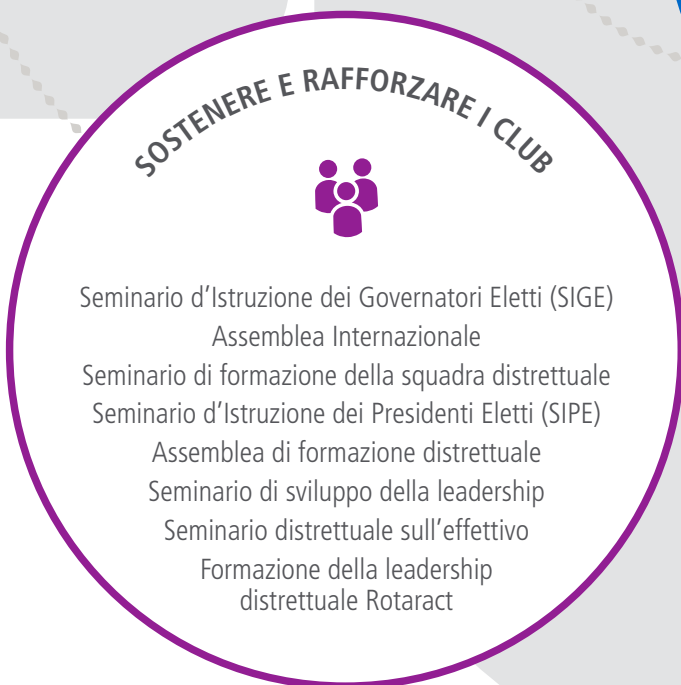 SOSTENERE E RAFFORZARE I CLUB
Seminario d’Istruzione dei Governatori Eletti (SIGE)
Assemblea Internazionale
Seminario di formazione della squadra distrettuale
Seminario d’Istruzione dei Presidenti Eletti (SIPE)
Assemblea di formazione distrettuale
Seminario di sviluppo della leadership
Seminario distrettuale sull’effettivo
Formazione della leadership
distrettuale Rotaract